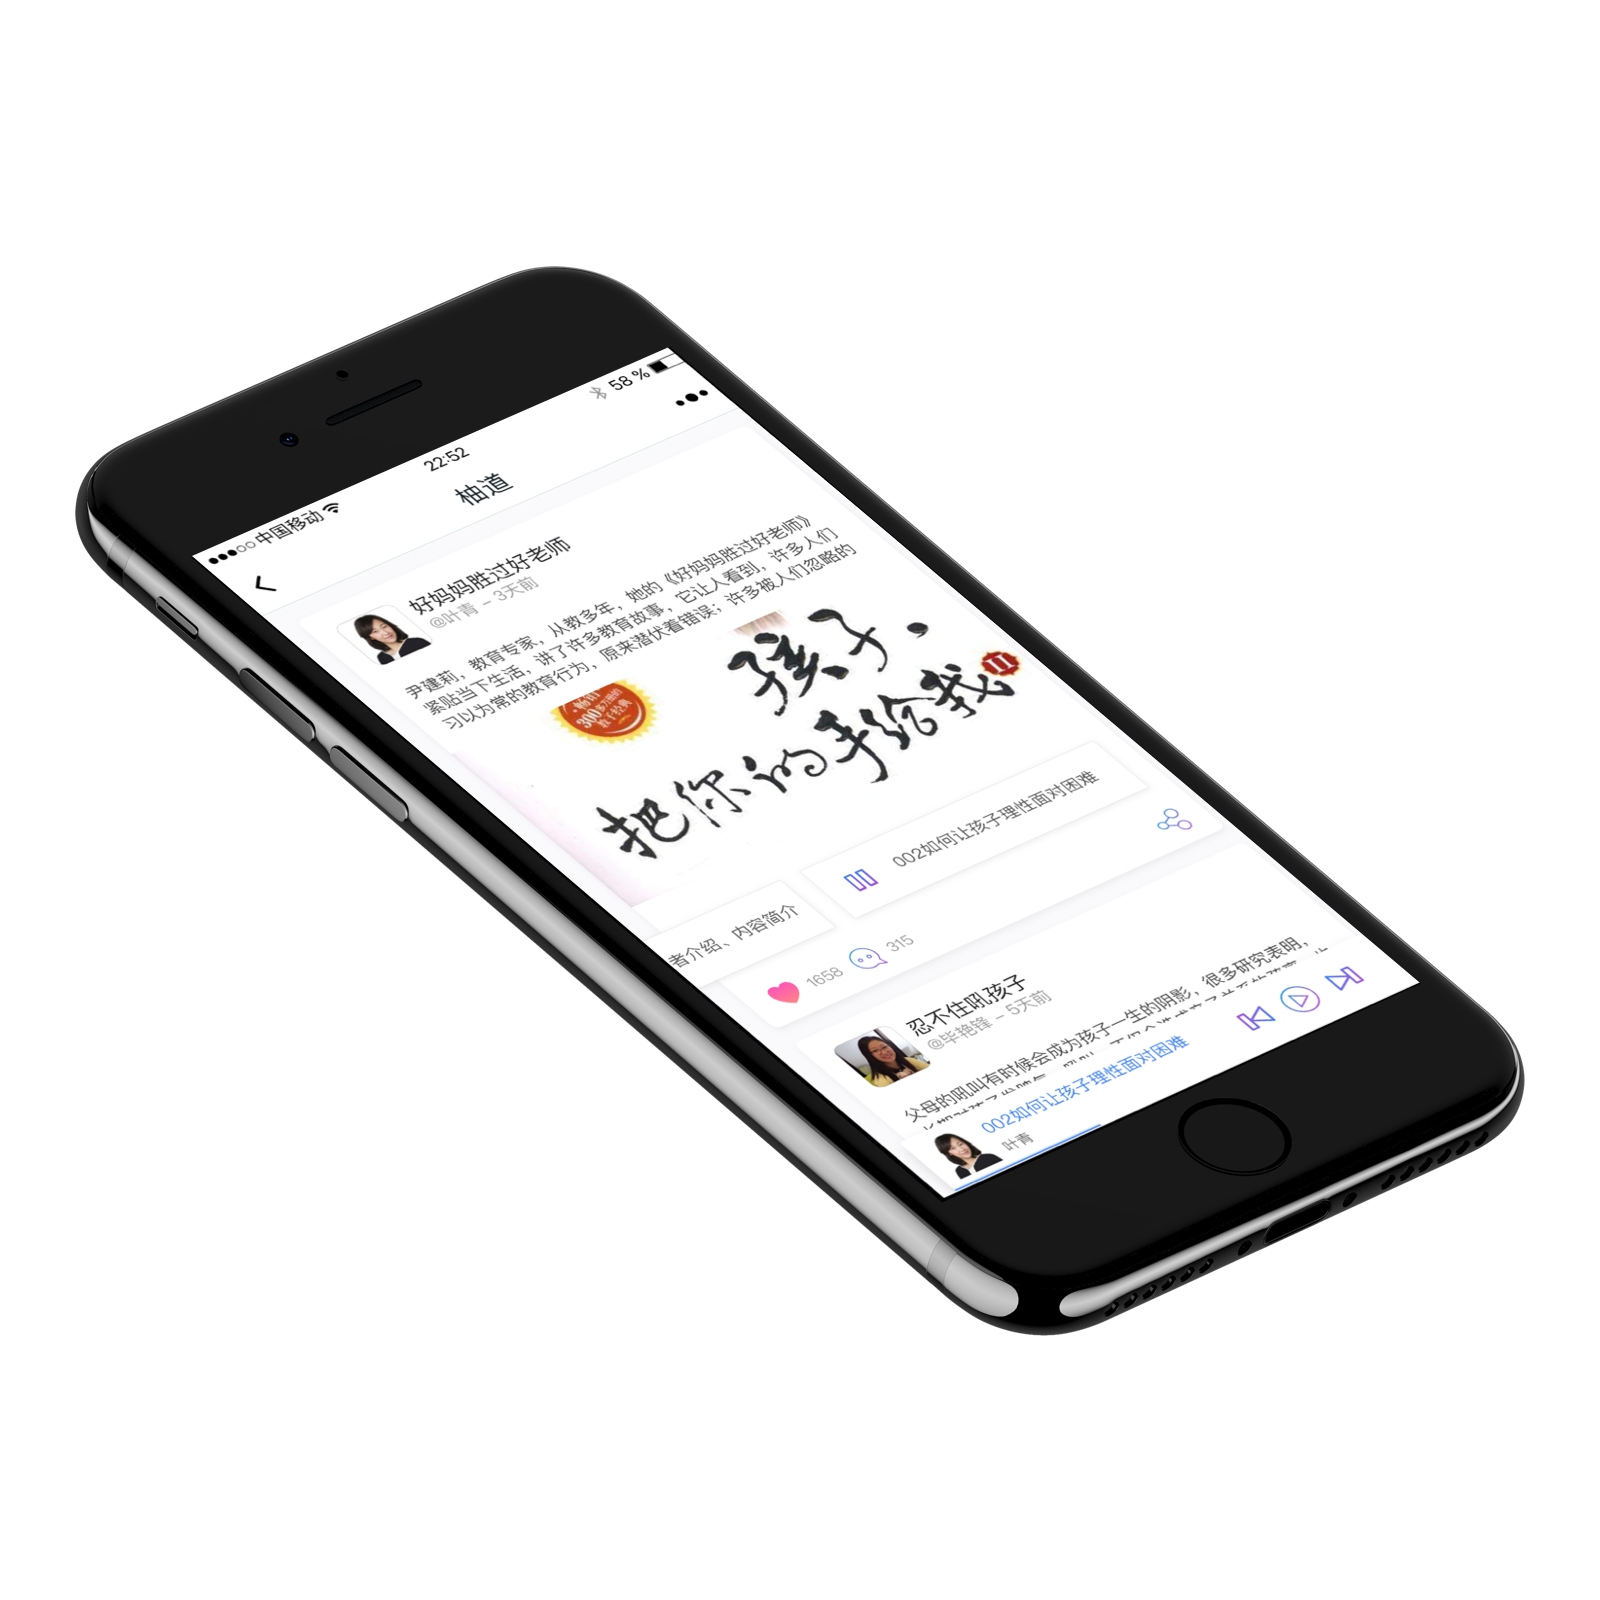 中国移动
22:52
58 %
柚道
好妈妈胜过好老师
@叶青 – 3天前
尹建莉，教育专家，从教多年，她的《好妈妈胜过好老师》
紧贴当下生活，讲了许多教育故事，它让人看到，许多人们
习以为常的教育行为，原来潜伏着错误；许多被人们忽略的
300多万册的
教子经典
孩子、
把你的手给我
II
者介绍、内容简介
002如何让孩子理性面对困难
1658
315
忍不住吼孩子
@毕艳锋 – 5天前
父母的吼叫有时候会成为孩子一生的阴影，很多研究表明，
002如何让孩子理性面对困难
叶青